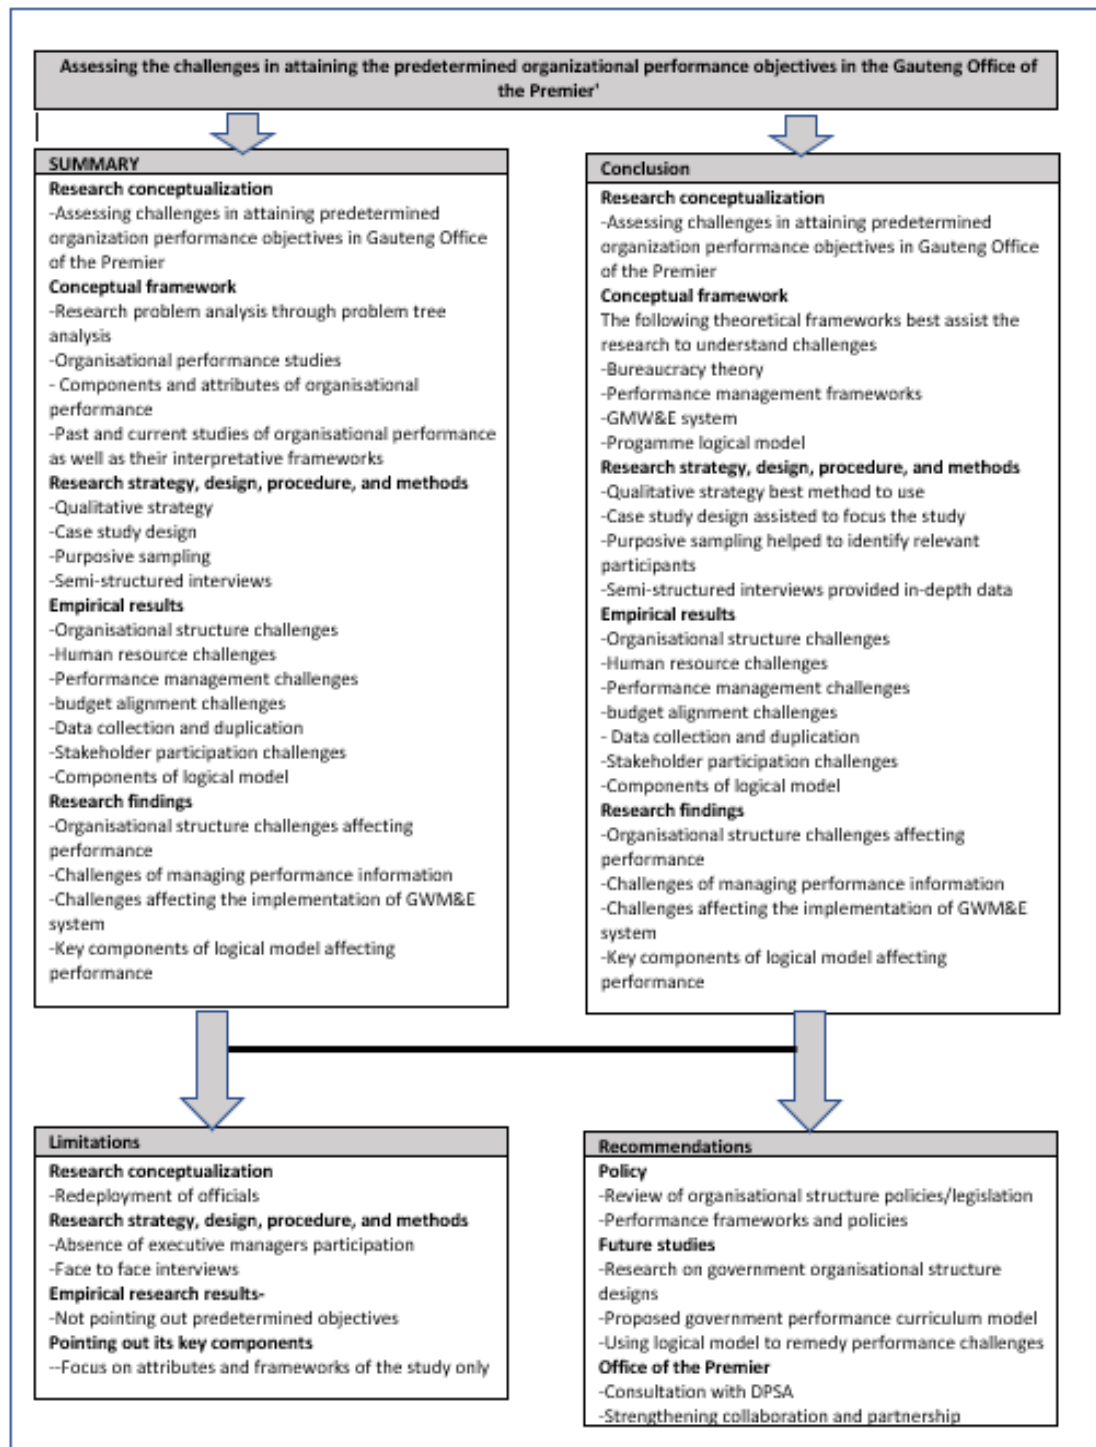 Assessing the challenges in attaining the predetermined organizational performance objectives in the Gauteng Office of
the Premier'
SUMMARY
Research conceptualization
-Assessing challenges in attaining predetermined
organization performance objectives in Gauteng Office
of the Premier
Conceptual framework
-Research problem analysis through problem tree
analysis
-Organisational performance studies
- Components and attributes of organisational
performance
-Past and current studies of organisational performance
as well as their interpretative frameworks
Research strategy, design, procedure, and methods
-Qualitative strategy
-Case study design
-Purposive sampling
-Semi-structured interviews
Empirical results
-Organisational structure challenges
-Human resource challenges
-Performance management challenges
-budget alignment challenges
-Data collection and duplication
-Stakeholder participation challenges
-Components of logical model
Research findings
-Organisational structure challenges affecting
performance
-Challenges of managing performance information
-Challenges affecting the implementation of GWM&E
system
-Key components of logical model affecting
performance
Conclusion
Research conceptualization
-Assessing challenges in attaining predetermined
organization performance objectives in Gauteng Office
of the Premier
Conceptual framework
The following theoretical frameworks best assist the
research to understand challenges
-Bureaucracy theory
-Performance management frameworks
-GMW&E system
-Progamme logical model
Research strategy, design, procedure, and methods
-Qualitative strategy best method to use
-Case study design assisted to focus the study
-Purposive sampling helped to identify relevant
participants
-Semi-structured interviews provided in-depth data
Empirical results
-Organisational structure challenges
-Human resource challenges
-Performance management challenges
-budget alignment challenges
- Data collection and duplication
-Stakeholder participation challenges
-Components of logical model
Research findings
-Organisational structure challenges affecting
performance
-Challenges of managing performance information
-Challenges affecting the implementation of GWM&E
system
-Key components of logical model affecting
performance
Limitations
Research conceptualization
-Redeployment of officials
Research strategy, design, procedure, and methods
-Absence of executive managers participation
-Face to face interviews
Empirical research results-
-Not pointing out predetermined objectives
Pointing out its key components
--Focus on attributes and frameworks of the study only
Recommendations
Policy
-Review of organisational structure policies/legislation
-Performance frameworks and policies
Future studies
-Research on government organisational structure
designs
-Proposed government performance curriculum model
-Using logical model to remedy performance challenges
Office of the Premier
-Consultation with DPSA
-Strengthening collaboration and partnership